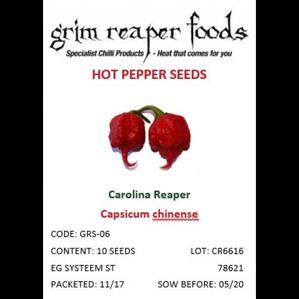 grim reaper foods
Specialist Chilli Products - Heat that comes for you
HOT PEPPER SEEDS
Carolina Reaper
Capsicum chinense
CODE: GRS-06
CONTENT: 10 SEEDS LOT: CR6616
EG SYSTEEM ST 78621
PACKETED: 11/17 SOW BEFORE: 05/20